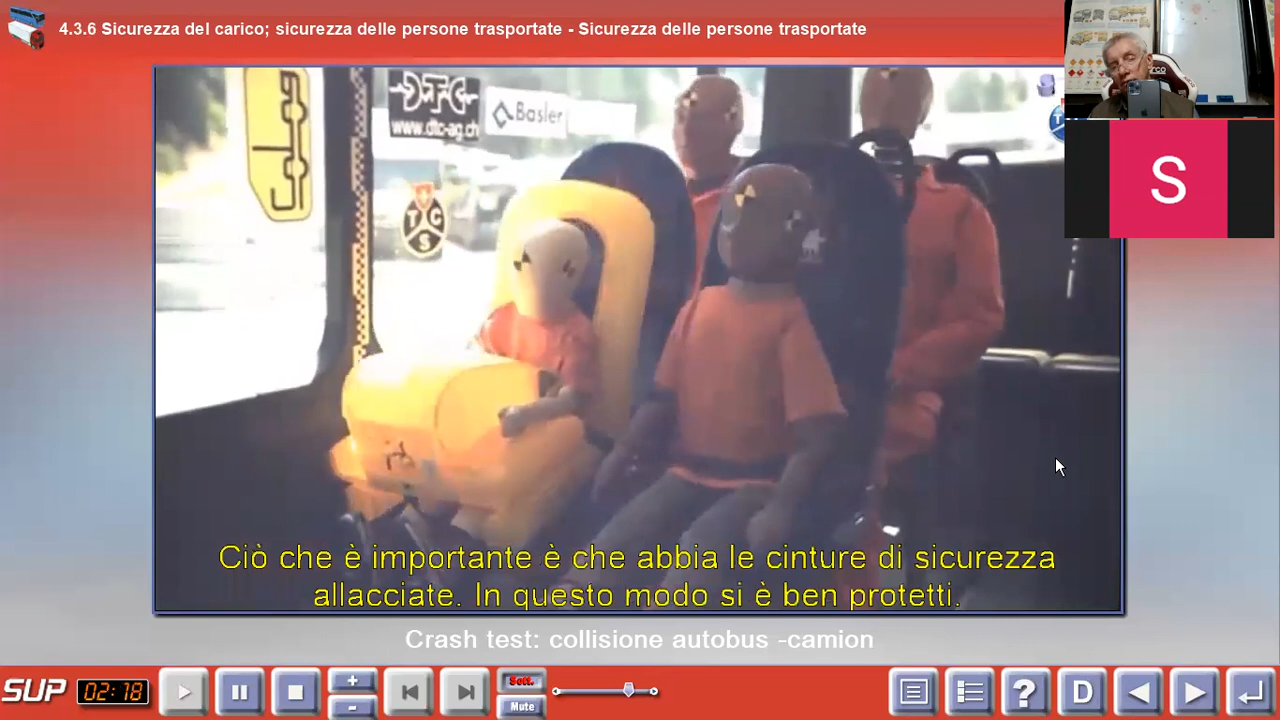 4.3.6 Sicurezza del carico; sicurezza delle persone trasportate - Sicurezza delle persone trasportate
DTC
www.dtc-ag.ch
Basler
T C S
S
Ciò che è importante è che abbia le cinture di sicurezza
allacciate. In questo modo si è ben protetti.
Crash test: collisione autobus -camion
SUP
02:18
+
-
Sott.
Mute
?
D